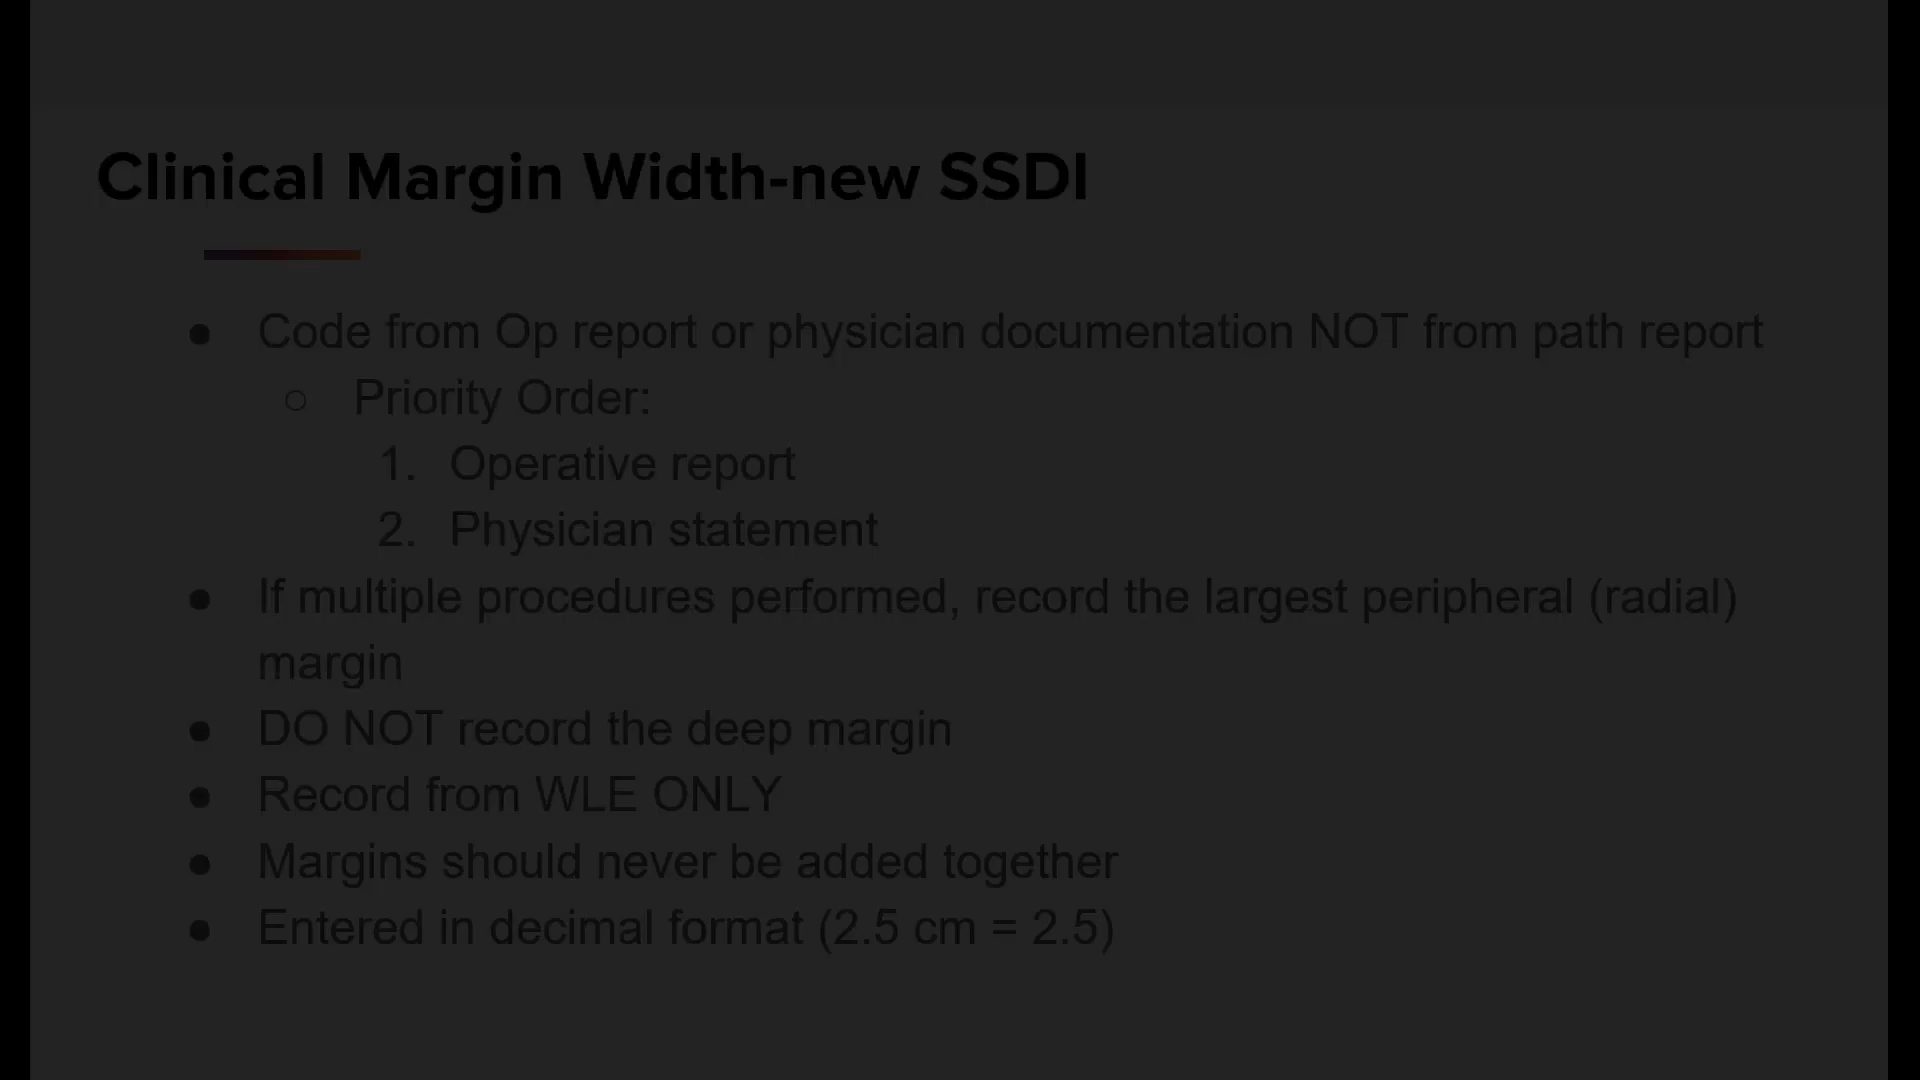 Clinical Margin Width-new SSDI
● Code from Op report or physician documentation NOT from path report
○ Priority Order:
1. Operative report
2. Physician statement
● If multiple procedures performed, record the largest peripheral (radial)
margin
● DO NOT record the deep margin
● Record from WLE ONLY
● Margins should never be added together
● Entered in decimal format (2.5 cm = 2.5)